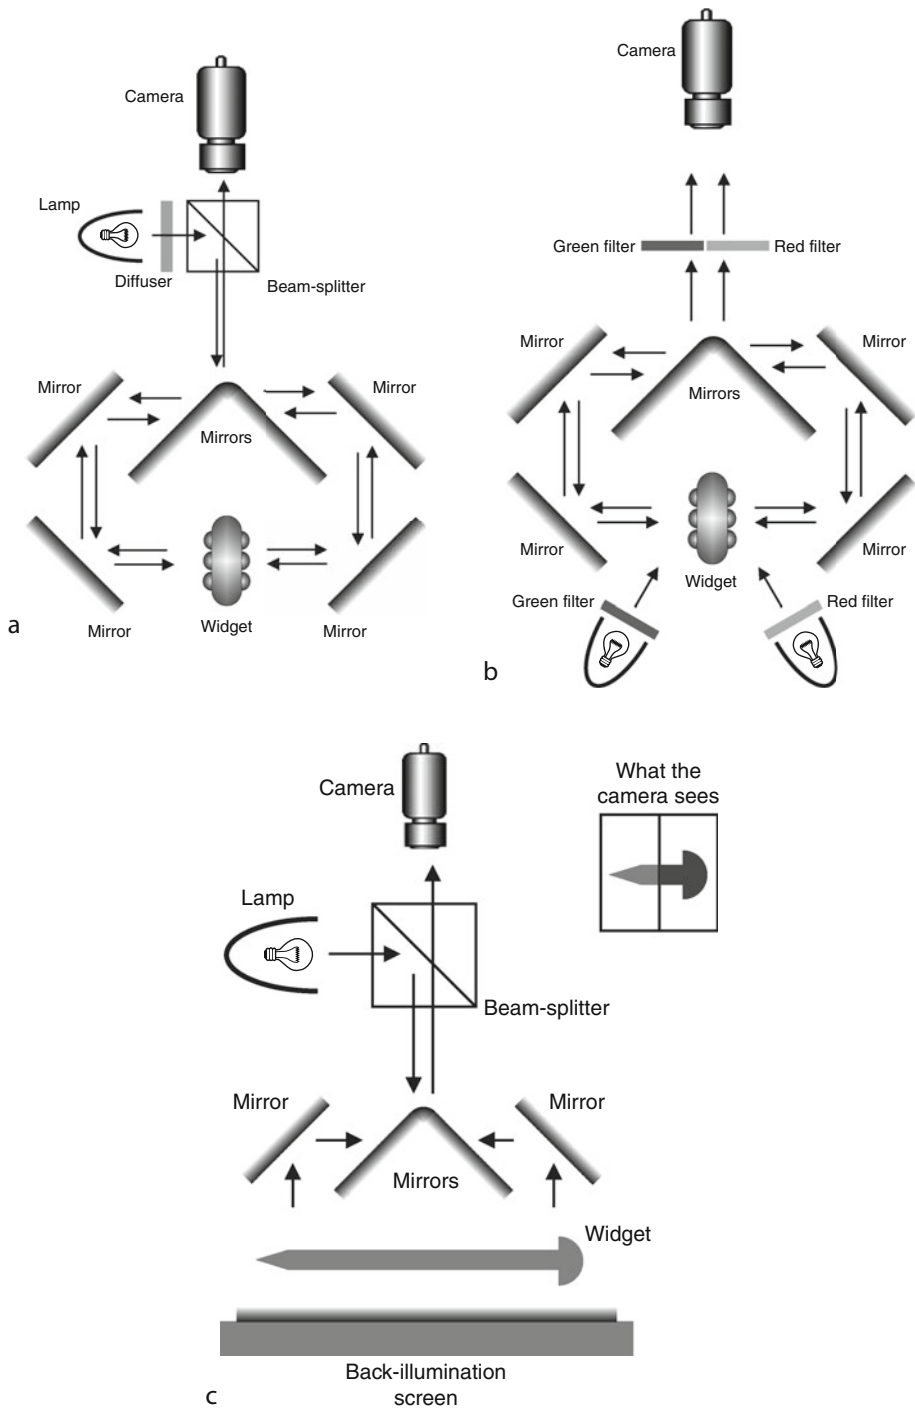 Camera
Lamp
Diffuser
Beam-splitter
Mirror
Mirror
Mirrors
Mirror
Widget
Mirror
a
Camera
Green filter
Red filter
Mirror
Mirror
Mirrors
Mirror
Mirror
Widget
Green filter
Red filter
b
Camera
What the
camera sees
Lamp
Beam-splitter
Mirror
Mirror
Mirrors
Widget
Back-illumination
screen
c